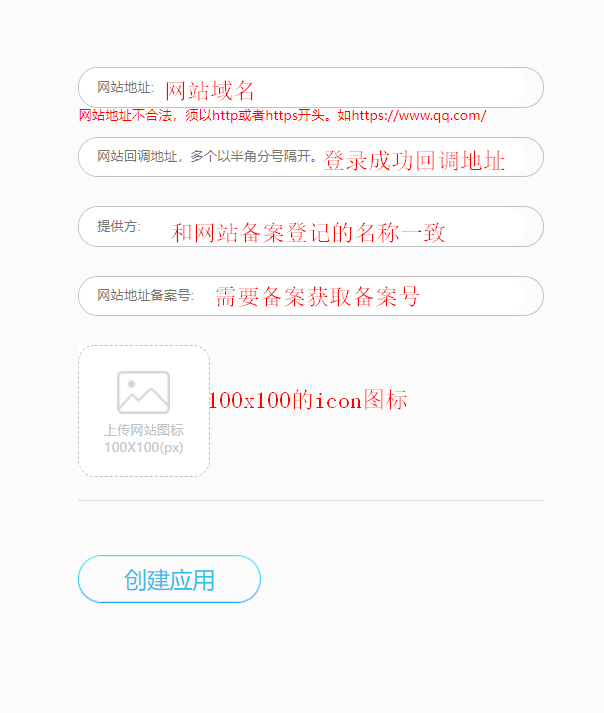 网站地址: 网站域名
网站地址不合法，须以http或者https开头。如https://www.qq.com/
网站回调地址，多个以半角分号隔开。登录成功回调地址
提供方: 和网站备案登记的名称一致
网站地址备案号: 需要备案获取备案号
100x100的icon图标
上传网站图标
100X100(px)
创建应用